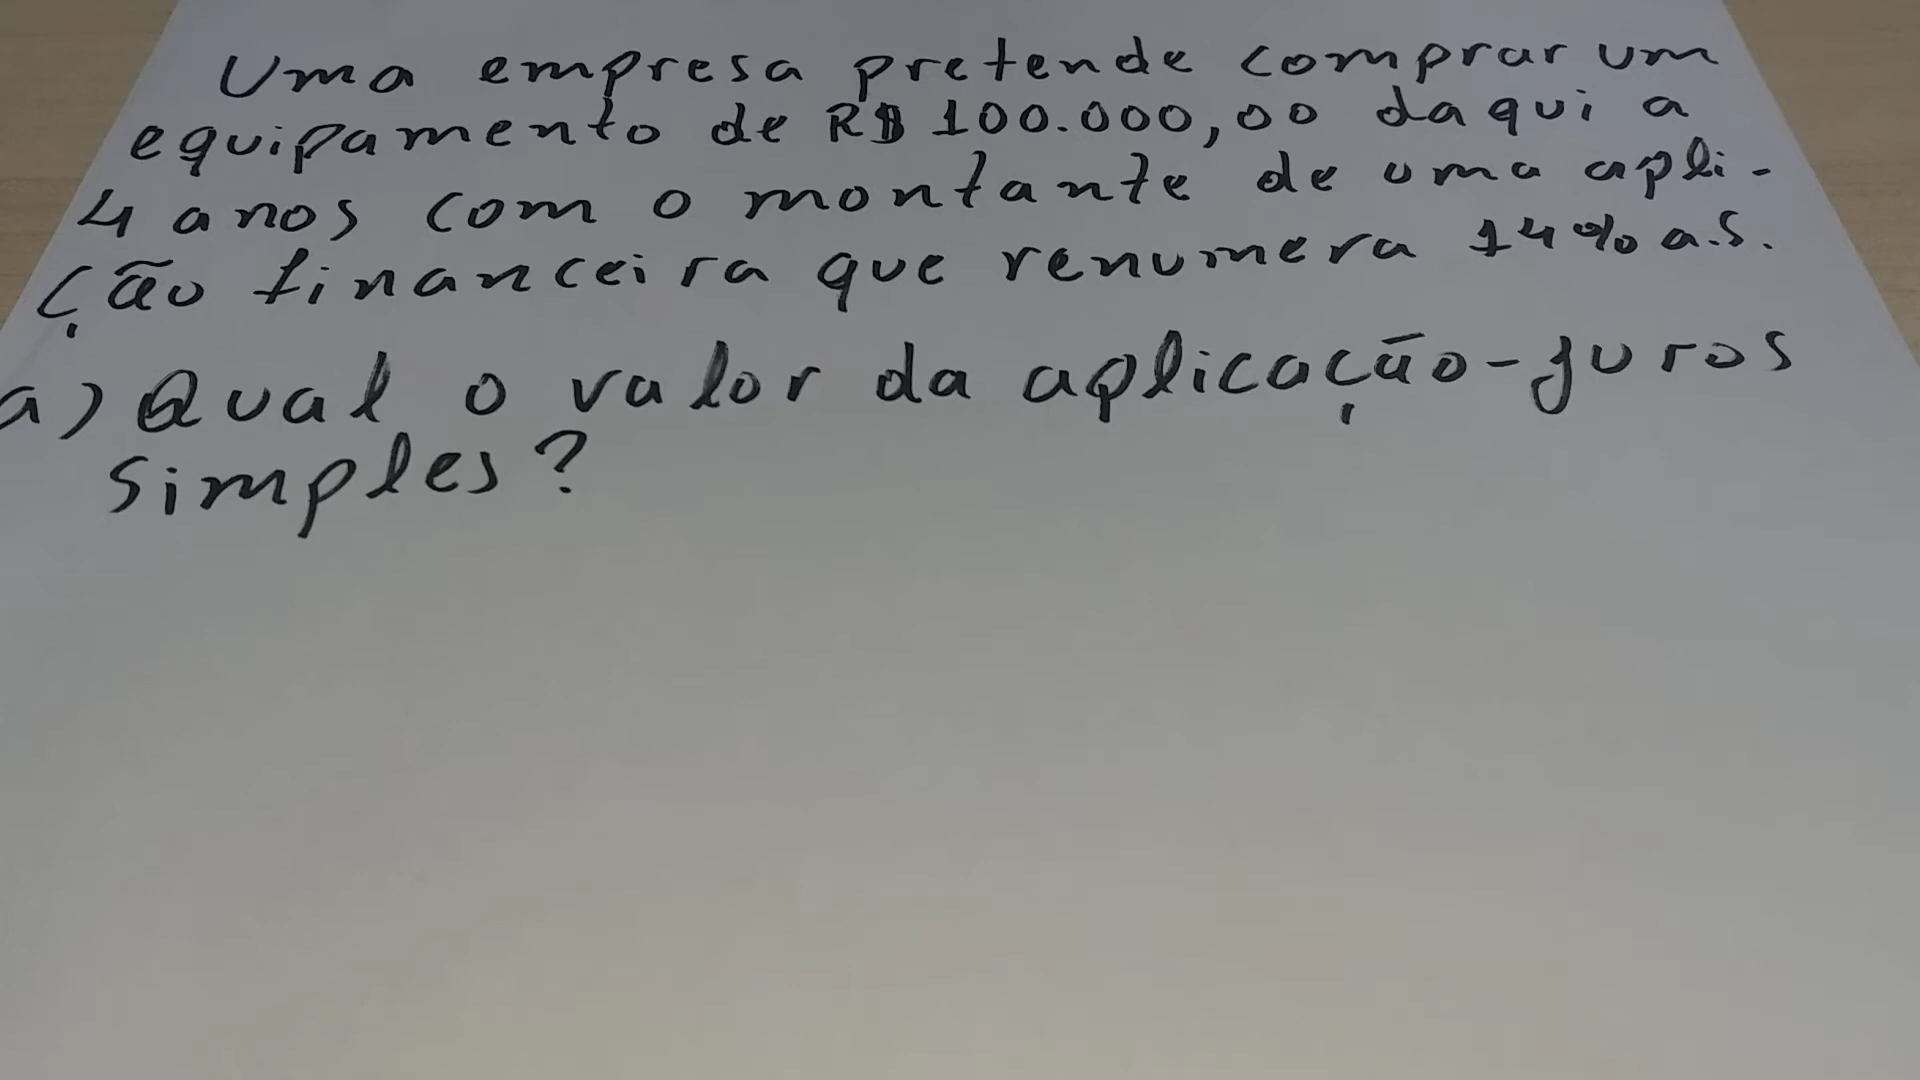 Uma empresa pretende comprar um
equipamento de R$ 100.000,00 daqui a
4 anos com o montante de uma apli-
ção financeira que renumera 14% a.s.
a) Qual o valor da aplicação-juros
simples?